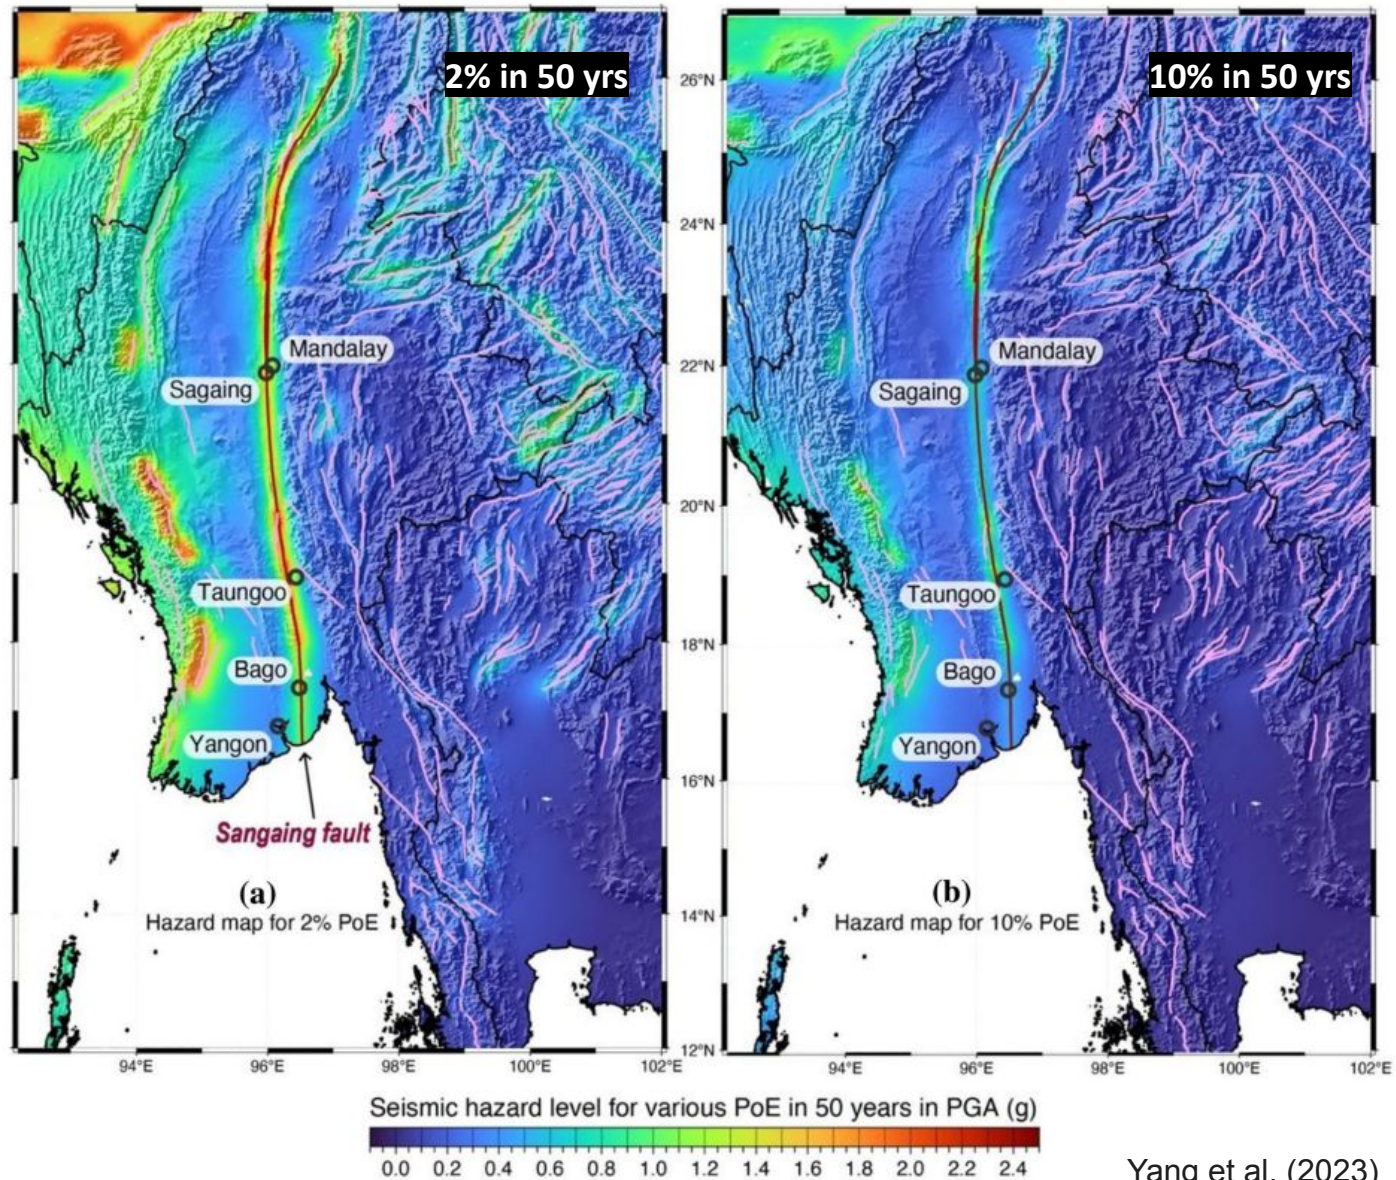 2% in 50 yrs
10% in 50 yrs
26°N
24°N
22°N
20°N
18°N
16°N
14°N
12°N
Mandalay
Sagaing
Taungoo
Bago
Yangon
Sangaing fault
(a)
Hazard map for 2% PoE
Mandalay
Sagaing
Taungoo
Bago
Yangon
(b)
Hazard map for 10% PoE
94°E 96°E 98°E 100°E 102°E
94°E 96°E 98°E 100°E 102°E
Seismic hazard level for various PoE in 50 years in PGA (g)
0.0 0.2 0.4 0.6 0.8 1.0 1.2 1.4 1.6 1.8 2.0 2.2 2.4
Yang et al. (2023)